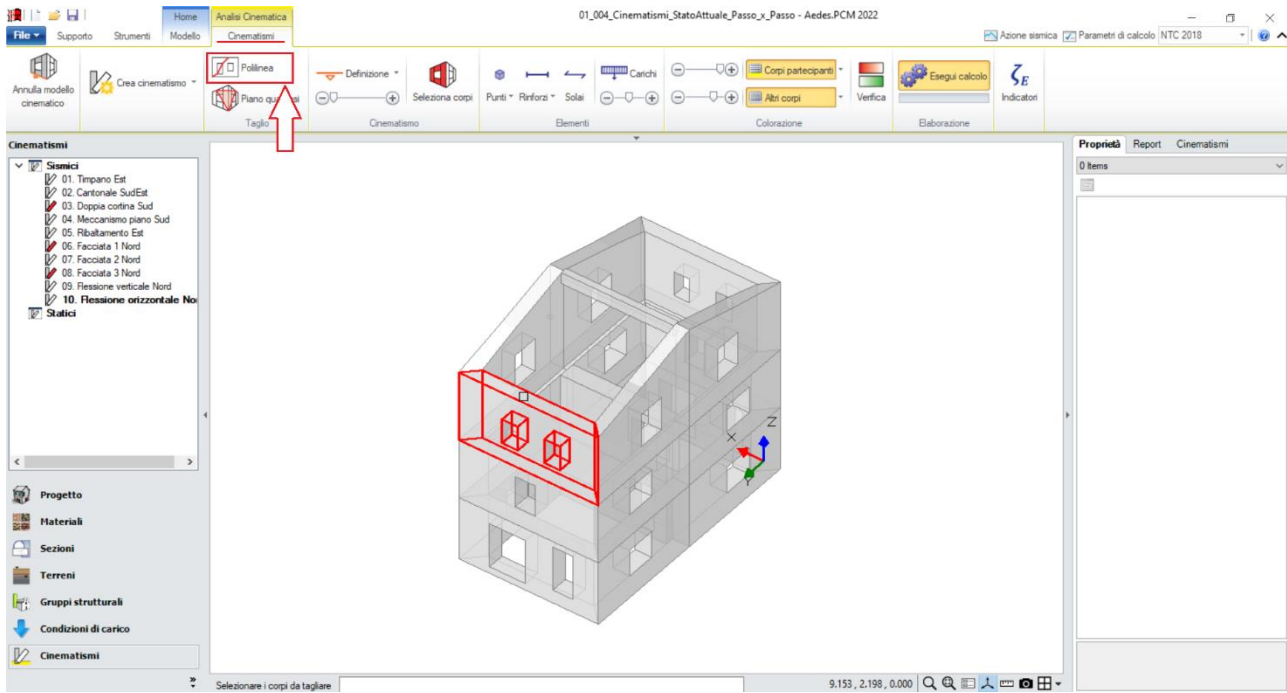 Home
Analisi Cinematica
01_004_Cinematismi_StatoAttuale_Passo_x_Passo - Aedes.PCM 2022
File
Supporto
Strumenti
Modello
Cinematismi
Azione sismica
Parametri di calcolo
NTC 2018
Annulla modello
cinematico
Crea cinematismo
Polilinea
Piano qu
si
Taglio
Definizione
Seleziona corpi
Cinematismo
Punti
Rinforzi
Solai
Carichi
Elementi
Corpi partecipanti
Altri corpi
Verifica
Colorazione
Esegui calcolo
Elaborazione
ζE
Indicatori
Cinematismi
Sismici
01. Timpano Est
02. Cantonale SudEst
03. Doppia cortina Sud
04. Meccanismo piano Sud
05. Ribaltamento Est
06. Facciata 1 Nord
07. Facciata 2 Nord
08. Facciata 3 Nord
09. Flessione verticale Nord
10. Flessione orizzontale No
Statici
Progetto
Materiali
Sezioni
Terreni
Gruppi strutturali
Condizioni di carico
Cinematismi
X
Z
Y
Proprietà
Report
Cinematismi
0 Items
Selezionare i corpi da tagliare
9.153 , 2.198 , 0.000